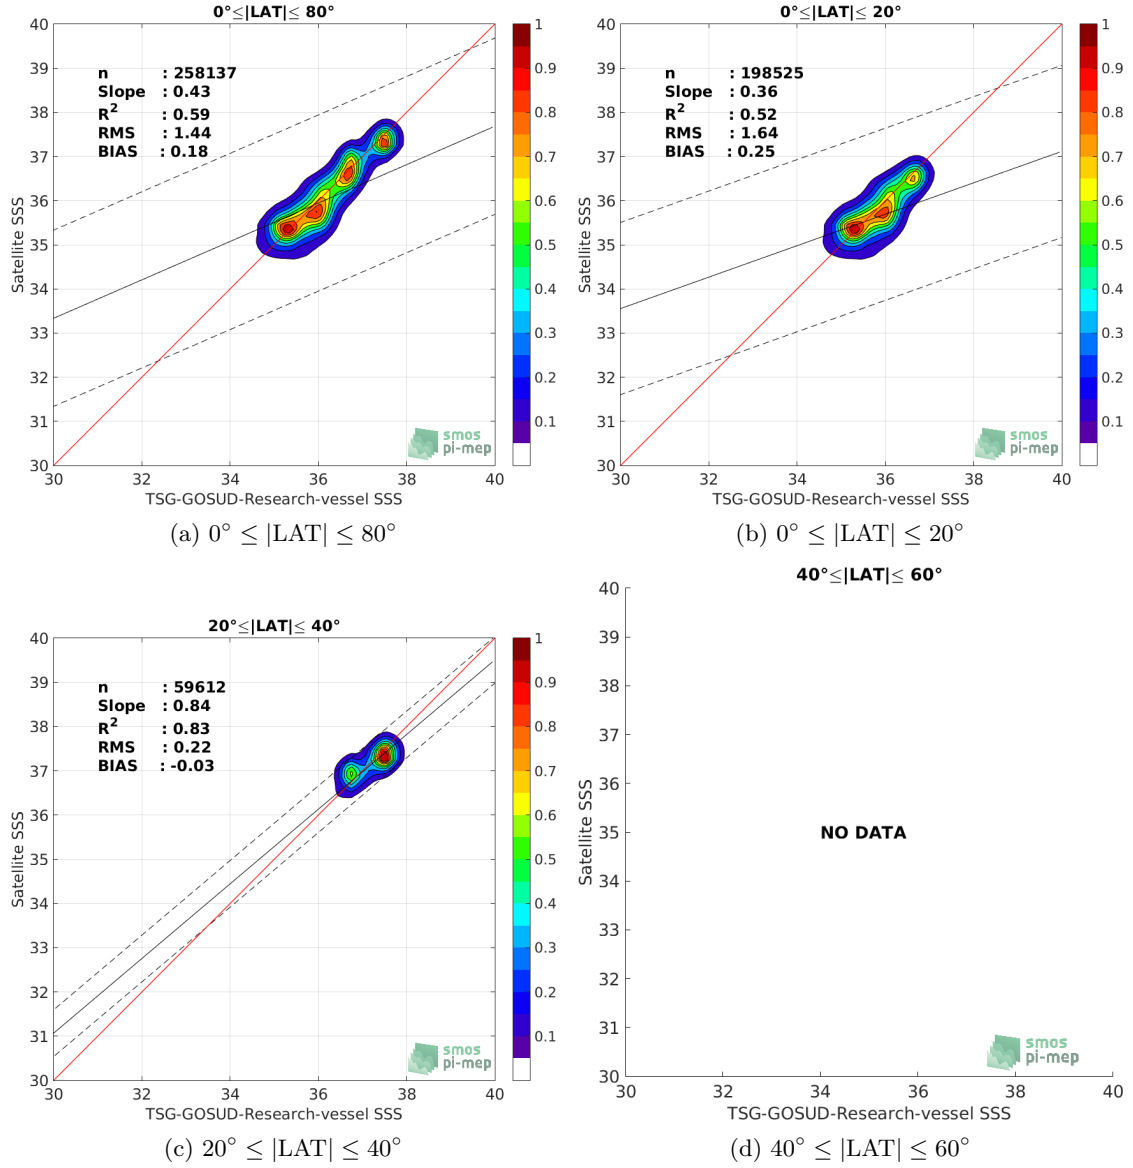 0°≤|LAT|≤ 80°
n : 258137
Slope : 0.43
R2 : 0.59
RMS : 1.44
BIAS : 0.18
Satellite SSS
40
39
38
37
36
35
34
33
32
31
30
30 32 34 36 38 40
TSG-GOSUD-Research-vessel SSS
1
0.9
0.8
0.7
0.6
0.5
0.4
0.3
0.2
0.1
smos
pi-mep
(a) 0° ≤ |LAT| ≤ 80°
0°≤|LAT|≤ 20°
n : 198525
Slope : 0.36
R2 : 0.52
RMS : 1.64
BIAS : 0.25
Satellite SSS
40
39
38
37
36
35
34
33
32
31
30
30 32 34 36 38 40
TSG-GOSUD-Research-vessel SSS
1
0.9
0.8
0.7
0.6
0.5
0.4
0.3
0.2
0.1
smos
pi-mep
(b) 0° ≤ |LAT| ≤ 20°
20°≤|LAT|≤ 40°
n : 59612
Slope : 0.84
R2 : 0.83
RMS : 0.22
BIAS : -0.03
Satellite SSS
40
39
38
37
36
35
34
33
32
31
30
30 32 34 36 38 40
TSG-GOSUD-Research-vessel SSS
1
0.9
0.8
0.7
0.6
0.5
0.4
0.3
0.2
0.1
smos
pi-mep
(c) 20° ≤ |LAT| ≤ 40°
40°≤|LAT|≤ 60°
NO DATA
Satellite SSS
40
39
38
37
36
35
34
33
32
31
30
30 32 34 36 38 40
TSG-GOSUD-Research-vessel SSS
smos
pi-mep
(d) 40° ≤ |LAT| ≤ 60°